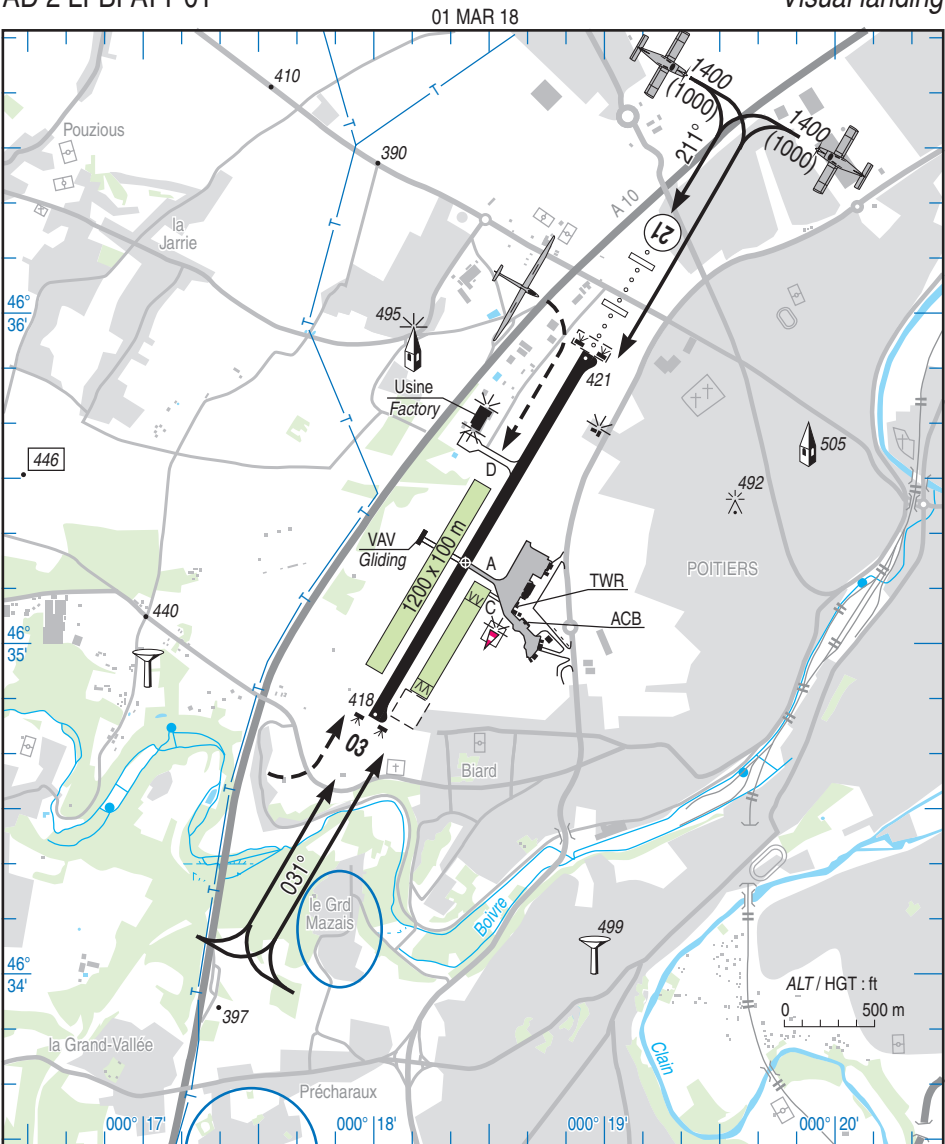 AD 2 LFBI APP 01
Visual landing
01 MAR 18
410
1400
(1000)
Pouzious
211°
1400
(1000)
390
A 10
la
Jarrie
21
46°
36'
495
Usine
Factory
421
505
446
D
492
VAV
Gliding
1200 x 100 m
A
POITIERS
TWR
C
ACB
440
46°
35'
418
03
Biard
031°
le Grd
Mazais
Boivre
499
46°
34'
ALT / HGT : ft
0 500 m
397
la Grand-Vallée
Clain
Précharaux
000° 17'
000° 18'
000° 19'
000° 20'